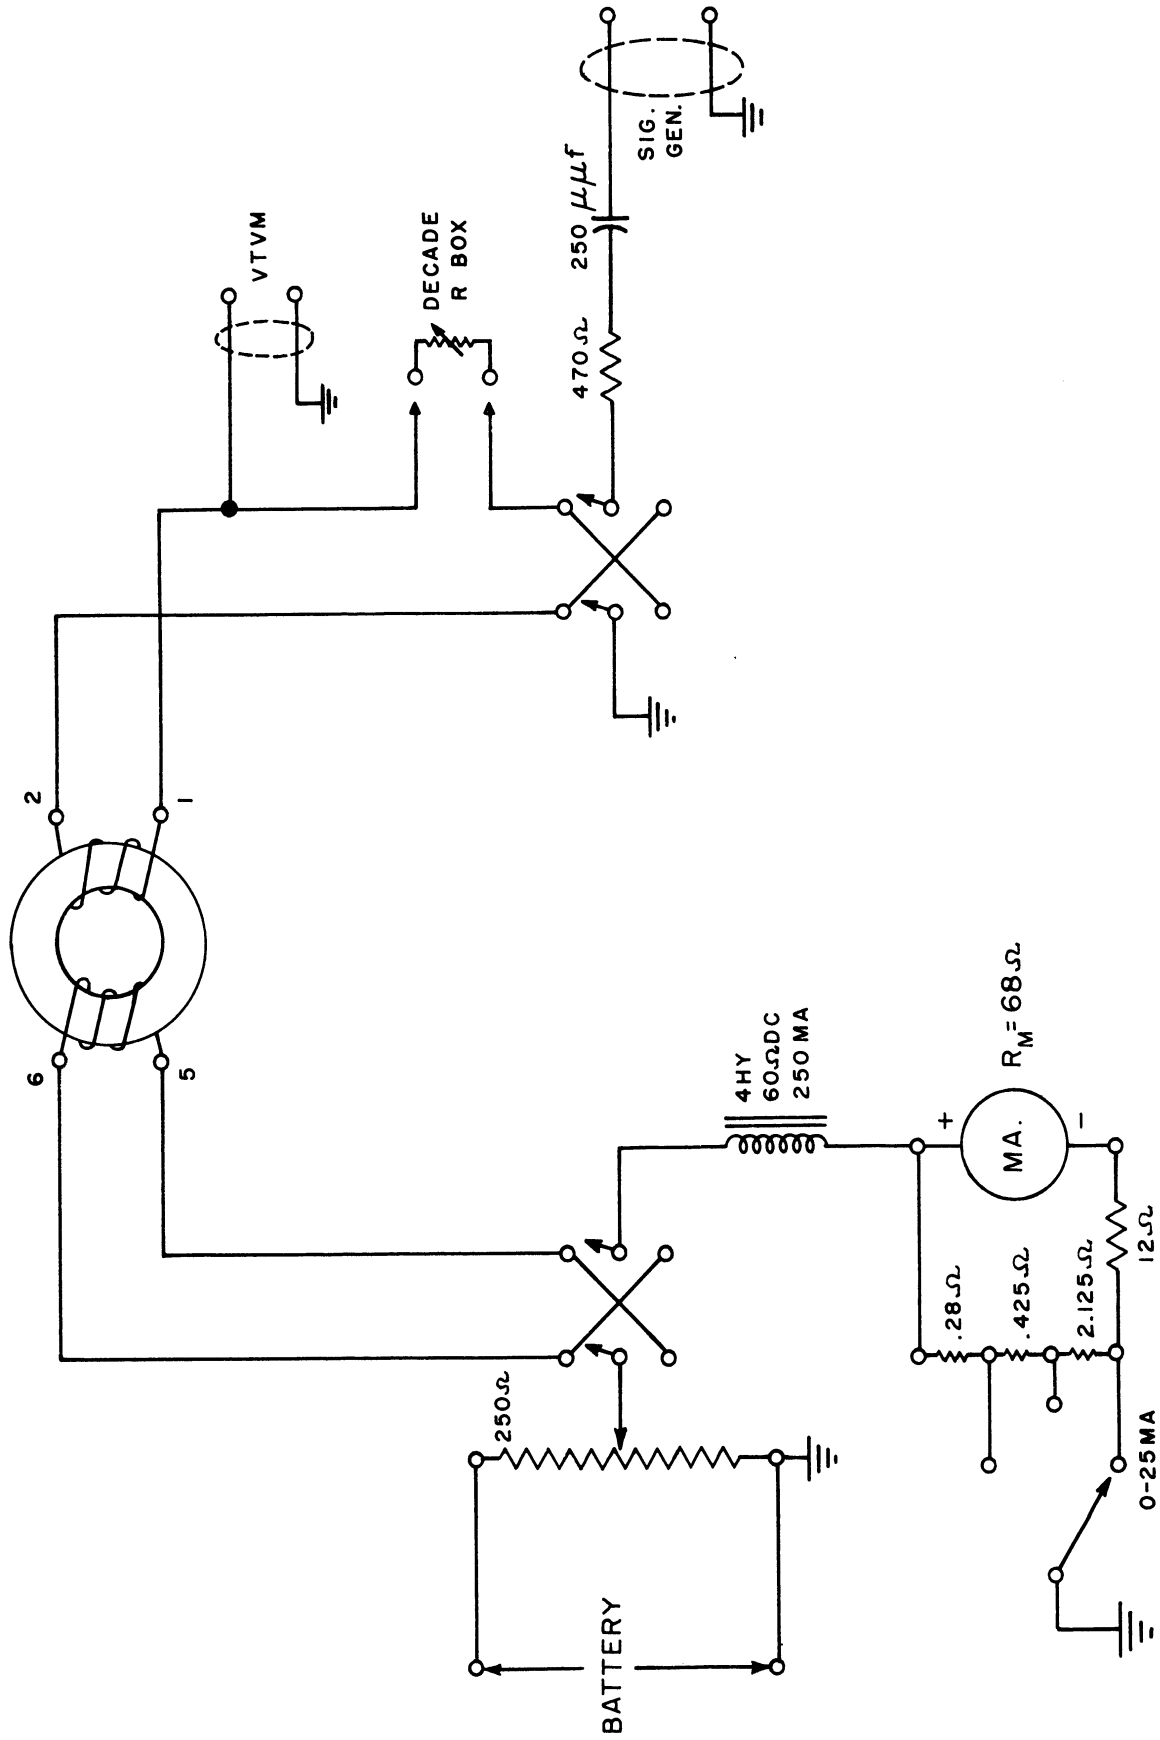 2
1
6
5
VTVM
DECADE
R BOX
470Ω
250 μμf
SIG.
GEN.
250Ω
BATTERY
4HY
60ΩDC
250MA
+
MA.
-
R_M=68Ω
.28Ω
.425Ω
2.125Ω
12Ω
0-25MA